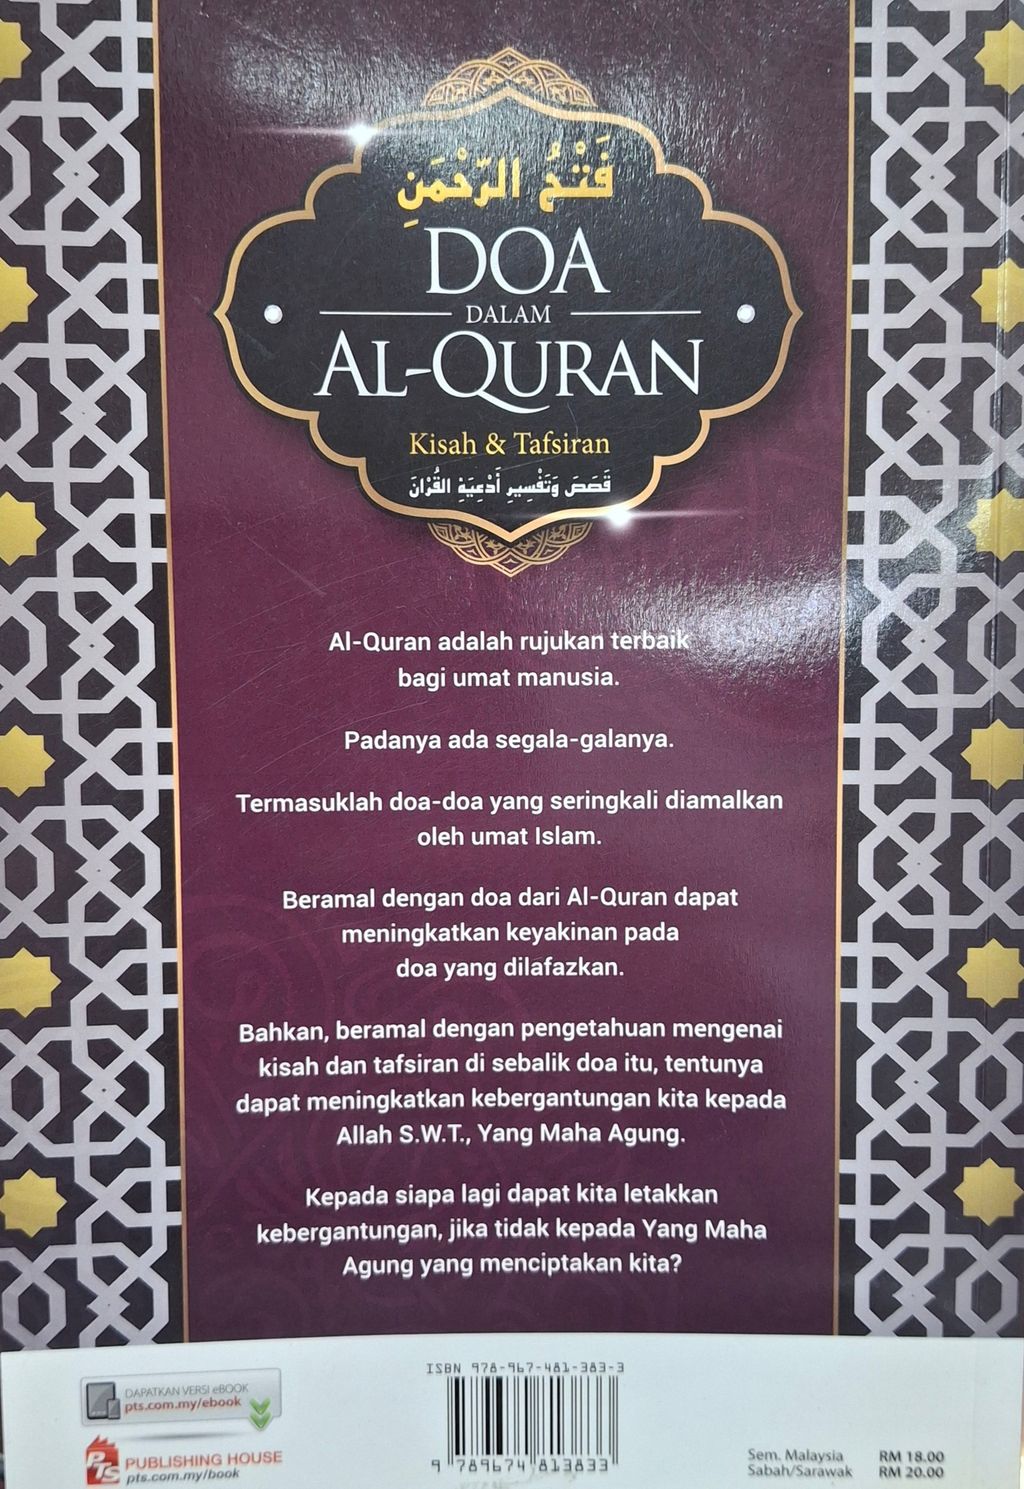 فَتْحُ الرَّحْمَنِ
DOA
DALAM
AL-QURAN
Kisah & Tafsiran
قَصَصَ وَتَفْسِيرِ أَدْعِيَةِ القُرْانَ
Al-Quran adalah rujukan terbaik
bagi umat manusia.
Padanya ada segala-galanya.
Termasuklah doa-doa yang seringkali diamalkan
oleh umat Islam.
Beramal dengan doa dari Al-Quran dapat
meningkatkan keyakinan pada
doa yang dilafazkan.
Bahkan, beramal dengan pengetahuan mengenai
kisah dan tafsiran di sebalik doa itu, tentunya
dapat meningkatkan kebergantungan kita kepada
Allah S.W.T., Yang Maha Agung.
Kepada siapa lagi dapat kita letakkan
kebergantungan, jika tidak kepada Yang Maha
Agung yang menciptakan kita?
DAPATKAN VERSI eBOOK
pts.com.my/ebook
PTS
PUBLISHING HOUSE
pts.com.my/book
ISBN 978-967-481-383-3
9 789674 813833
Sem. Malaysia RM 18.00
Sabah/Sarawak RM 20.00